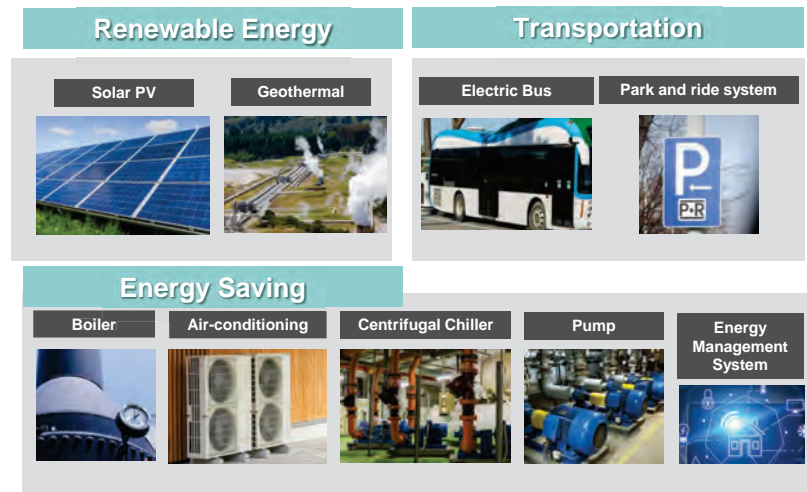 Renewable Energy
Transportation
Solar PV
Geothermal
Electric Bus
Park and ride system
P
P+R
Energy Saving
Boiler
Air-conditioning
Centrifugal Chiller
Pump
Energy
Management
System